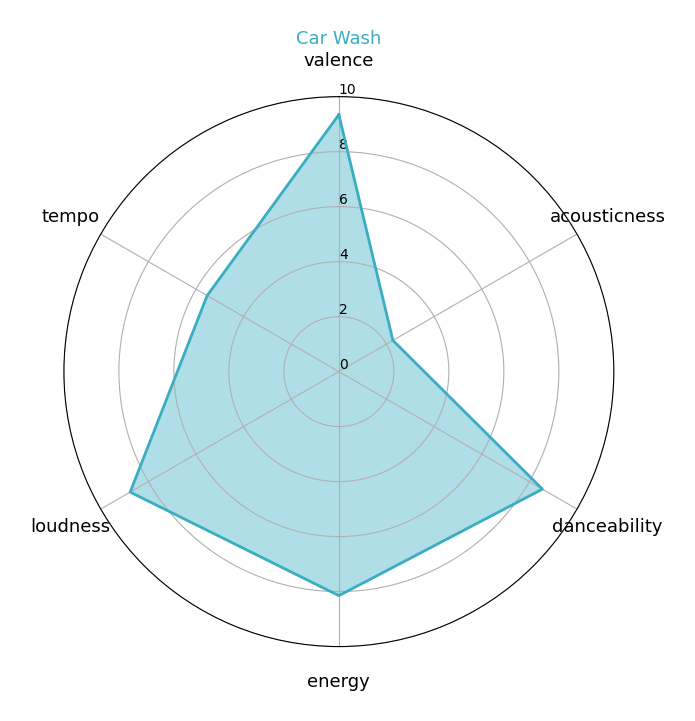 Car Wash
valence
10
8
6
4
2
0
tempo
acousticness
loudness
danceability
energy